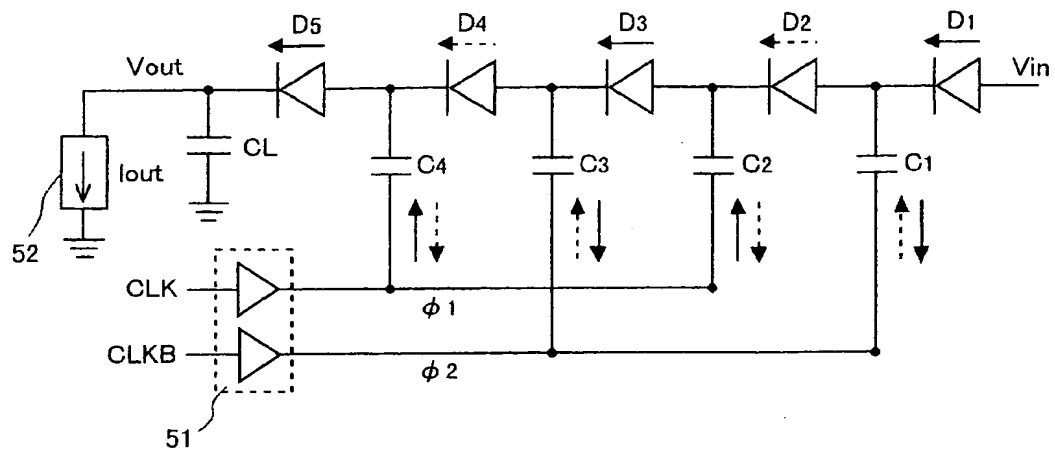 D5 D4 D3 D2 D1
Vout Vin
CL C4 C3 C2 C1
Iout
52
CLK ϕ1
CLKB ϕ2
51